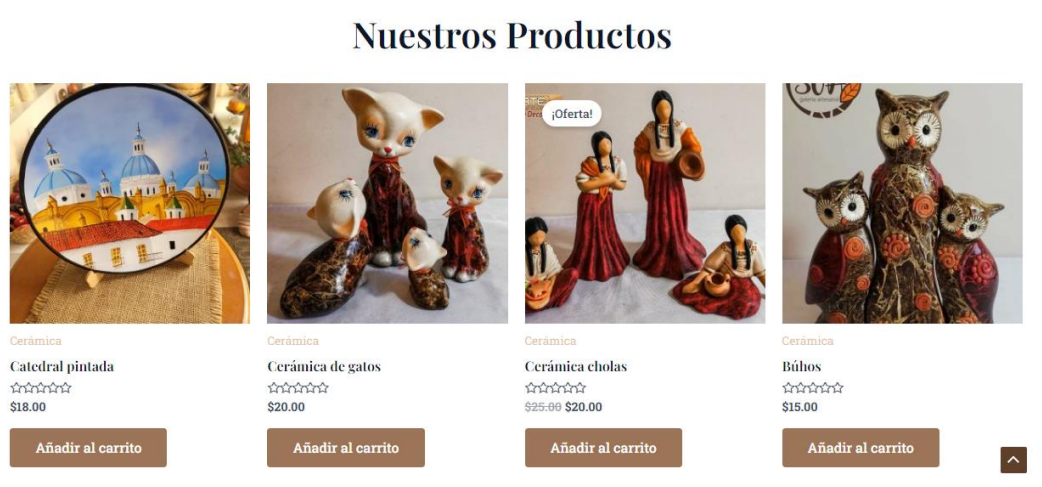 Nuestros Productos
¡Oferta!
Cerámica
Catedral pintada
$18.00
Añadir al carrito
Cerámica
Cerámica de gatos
$20.00
Añadir al carrito
Cerámica
Cerámica cholas
$25.00 $20.00
Añadir al carrito
Cerámica
Búhos
$15.00
Añadir al carrito